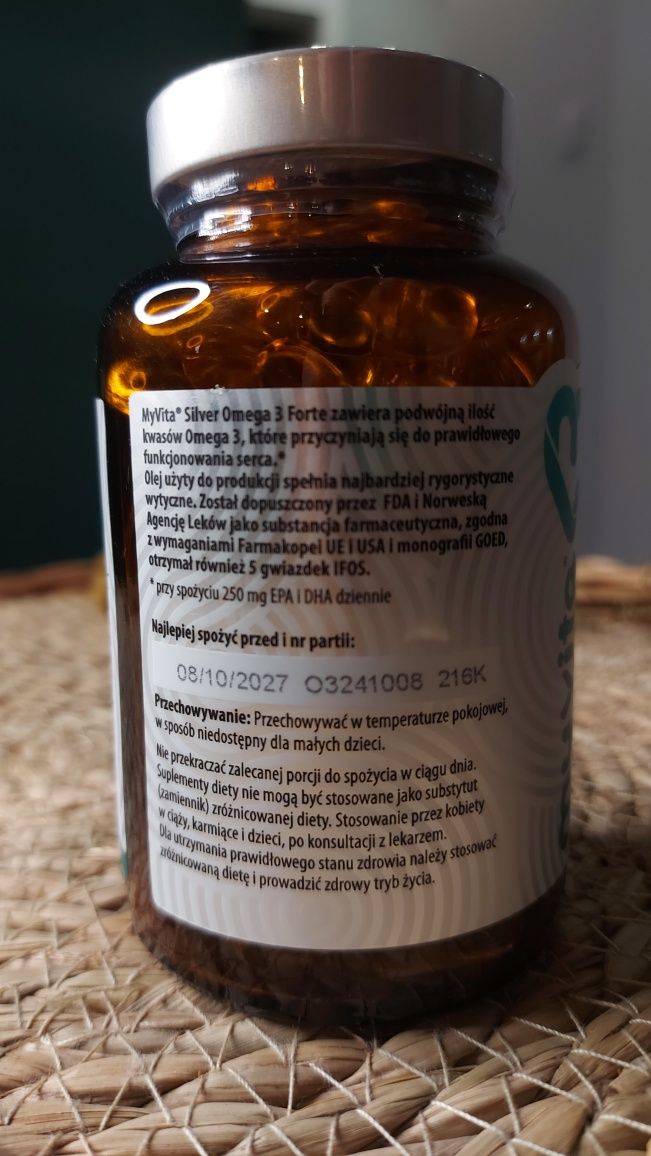 MyVita® Silver Omega 3 Forte zawiera podwójną ilość
kwasów Omega 3, które przyczyniają się do prawidłowego
funkcjonowania serca.*
Olej użyty do produkcji spełnia najbardziej rygorystyczne
wytyczne. Został dopuszczony przez FDA i Norweską
Agencję Leków jako substancja farmaceutyczna, zgodna
z wymaganiami Farmakopei UE i USA i monografii GOED,
otrzymał również 5 gwiazdek IFOS.
* przy spożyciu 250 mg EPA i DHA dziennie
Najlepiej spożyć przed i nr partii:
08/10/2027 O3241008 216K
Przechowywanie: Przechowywać w temperaturze pokojowej,
w sposób niedostępny dla małych dzieci.
Nie przekraczać zalecanej porcji do spożycia w ciągu dnia.
Suplementy diety nie mogą być stosowane jako substytut
(zamiennik) zróżnicowanej diety. Stosowanie przez kobiety
w ciąży, karmiące i dzieci, po konsultacji z lekarzem.
Dla utrzymania prawidłowego stanu zdrowia należy stosować
zróżnicowaną dietę i prowadzić zdrowy tryb życia.